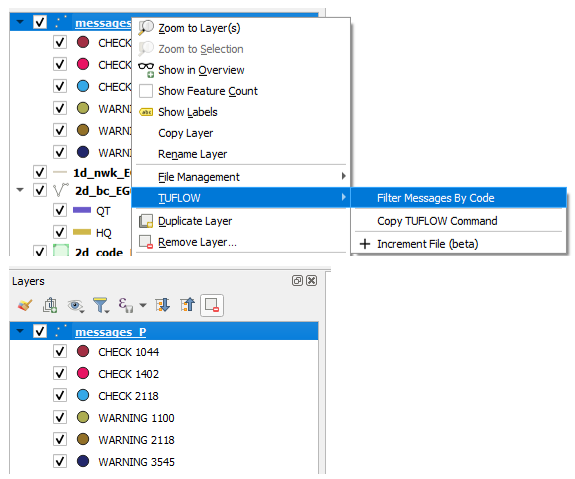 messages_
Zoom to Layer(s)
CHECK
Zoom to Selection
CHECK
Show in Overview
CHECK
Show Feature Count
WARNI
Show Labels
WARNI
Copy Layer
WARNI
Rename Layer
1d_nwk_E
File Management
2d_bc_EG
TUFLOW
Filter Messages By Code
QT
Duplicate Layer
Copy TUFLOW Command
HQ
Remove Layer...
Increment File (beta)
2d_code_
Layers
messages_P
CHECK 1044
CHECK 1402
CHECK 2118
WARNING 1100
WARNING 2118
WARNING 3545